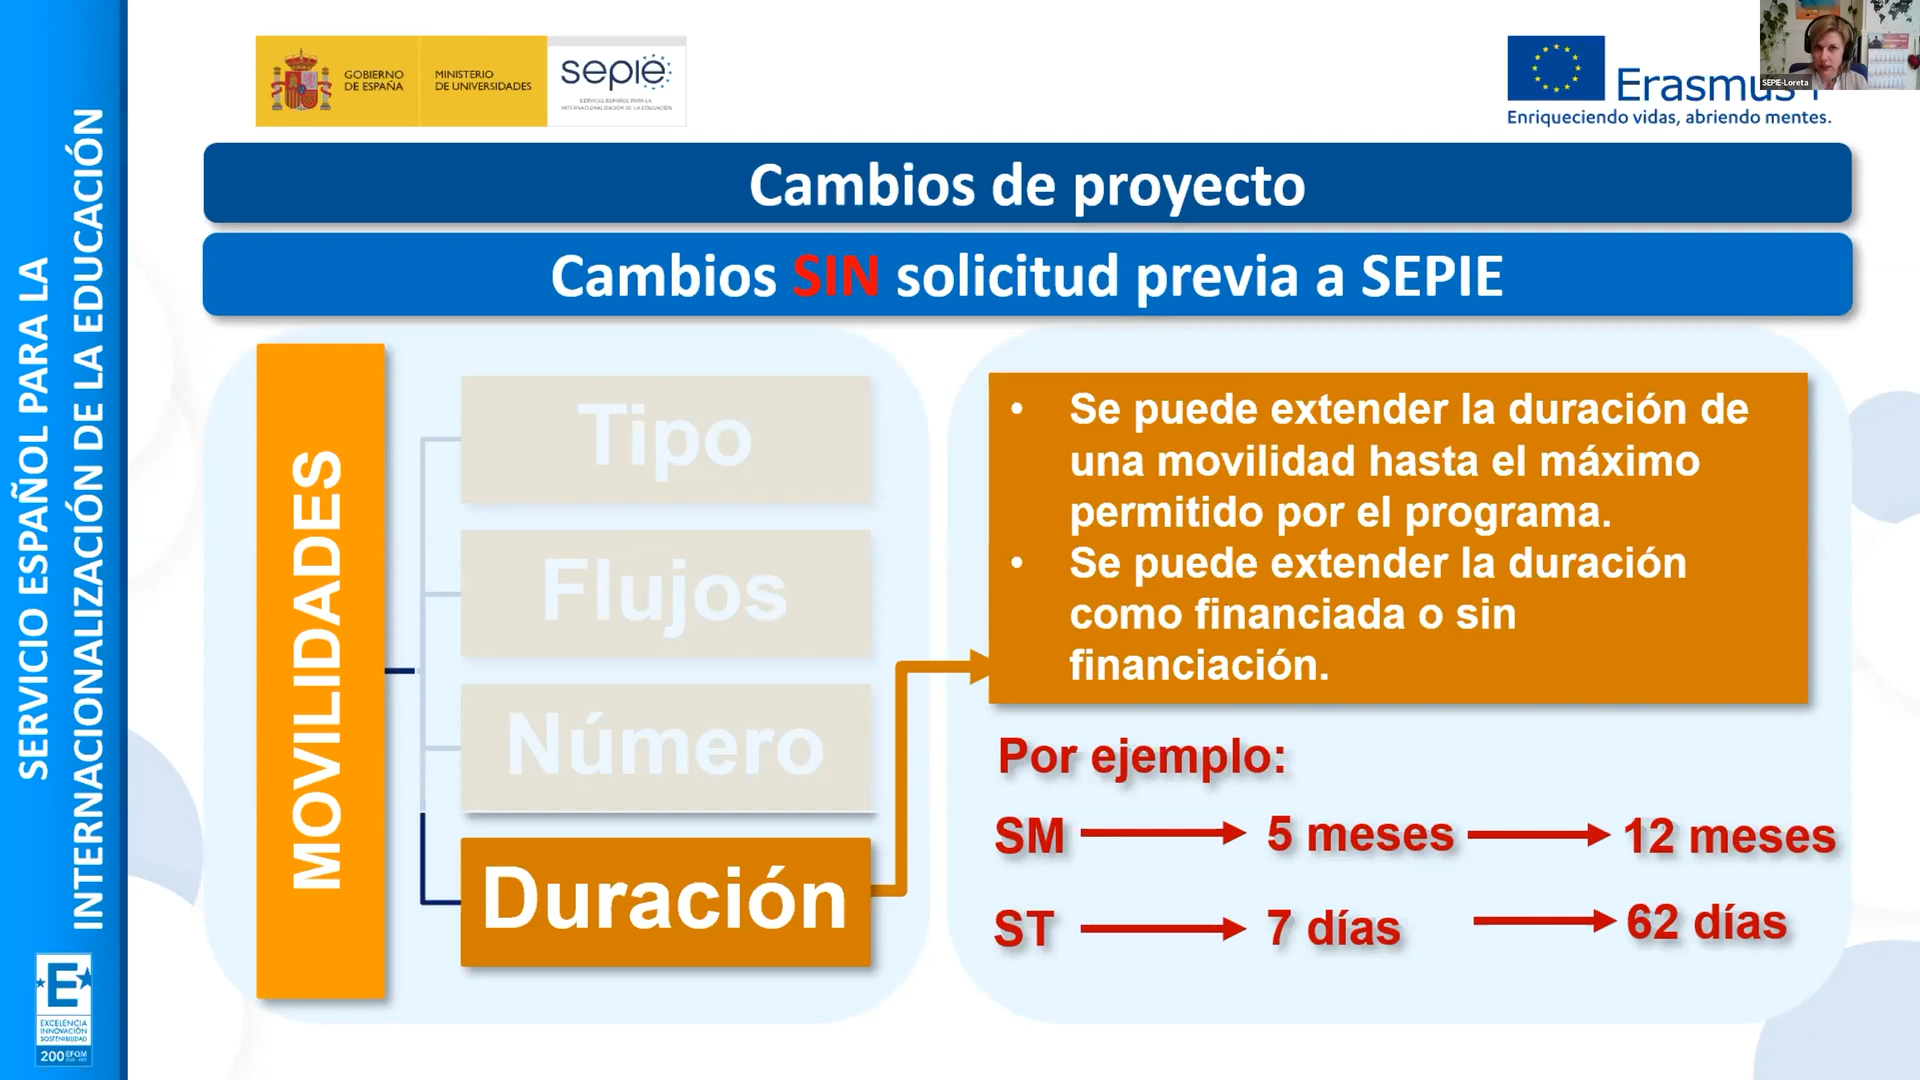 SERVICIO ESPAÑOL PARA LA
INTERNACIONALIZACIÓN DE LA EDUCACIÓN
GOBIERNO
DE ESPAÑA
MINISTERIO
DE UNIVERSIDADES
sepie
SERVICIO ESPAÑOL PARA LA
INTERNACIONALIZACIÓN DE LA EDUCACIÓN
Erasmus+
Enriqueciendo vidas, abriendo mentes.
SEPIE-Loreta
Cambios de proyecto
Cambios SIN solicitud previa a SEPIE
MOVILIDADES
Tipo
Flujos
Número
Duración
• Se puede extender la duración de
una movilidad hasta el máximo
permitido por el programa.
• Se puede extender la duración
como financiada o sin
financiación.
Por ejemplo:
SM 5 meses 12 meses
ST 7 días 62 días
E
EXCELENCIA
INNOVACIÓN
SOSTENIBILIDAD
200 EFQM